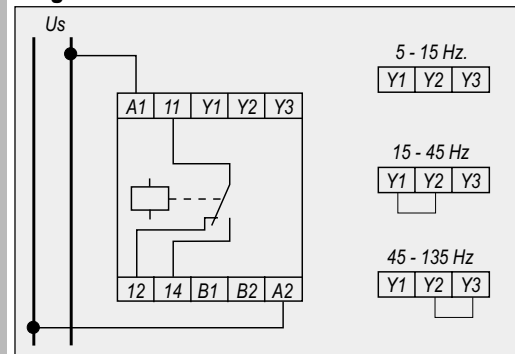 Us
A1 11 Y1 Y2 Y3
12 14 B1 B2 A2
5 - 15 Hz.
Y1 Y2 Y3
15 - 45 Hz
Y1 Y2 Y3
45 - 135 Hz
Y1 Y2 Y3